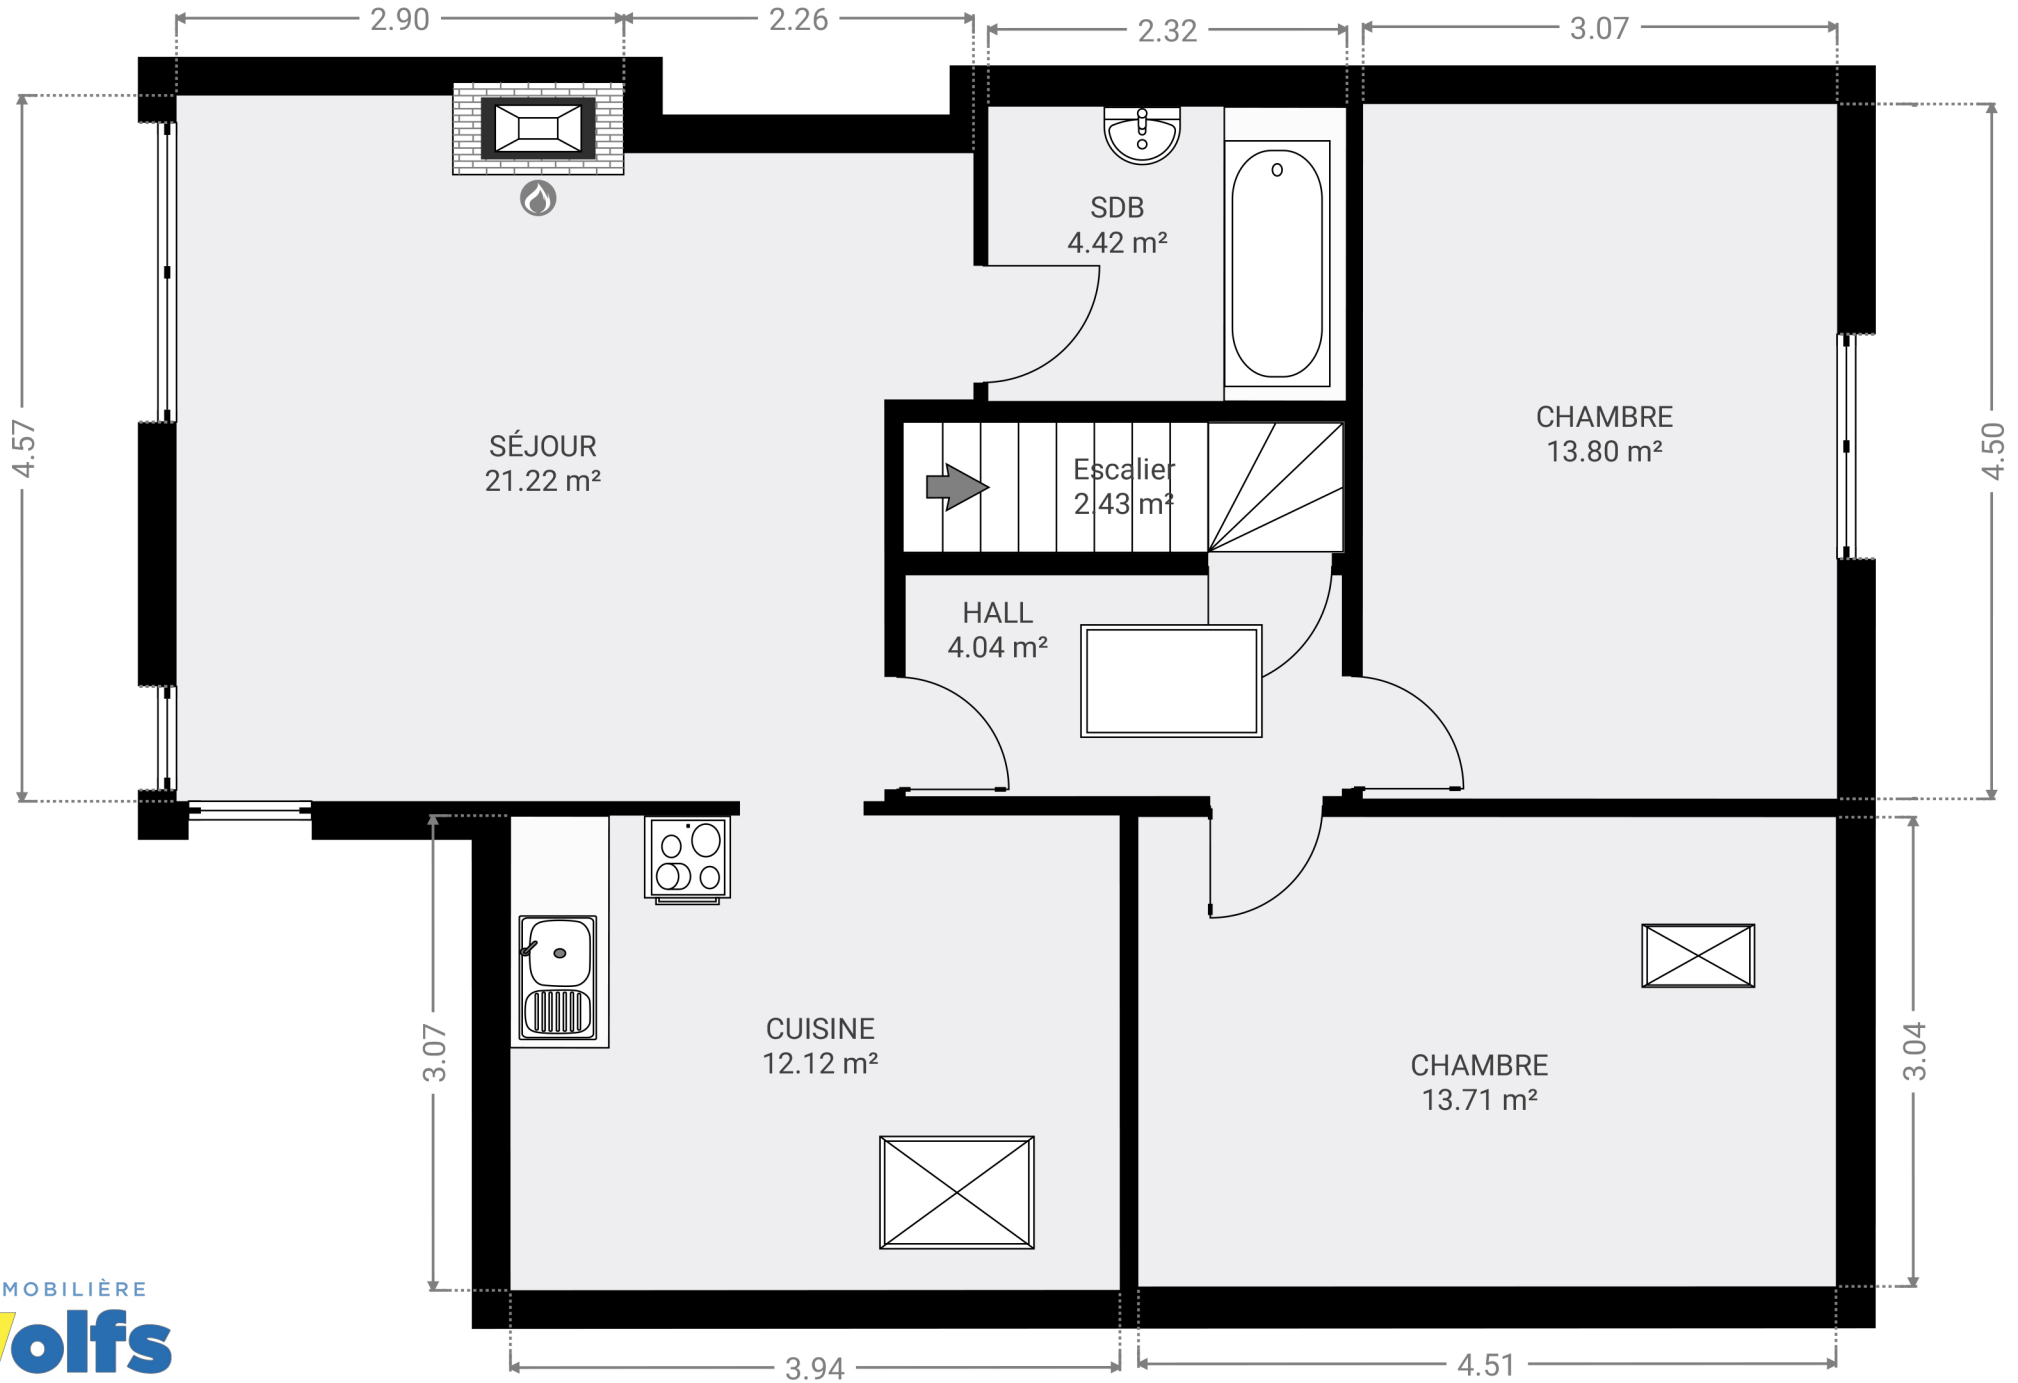 2.90
2.26
2.32
3.07
4.57
SDB
4.42 m²
SÉJOUR
21.22 m²
CHAMBRE
13.80 m²
4.50
Escalier
2.43 m²
HALL
4.04 m²
3.07
CUISINE
12.12 m²
CHAMBRE
13.71 m²
3.04
MOBILIÈRE
olfs
3.94
4.51